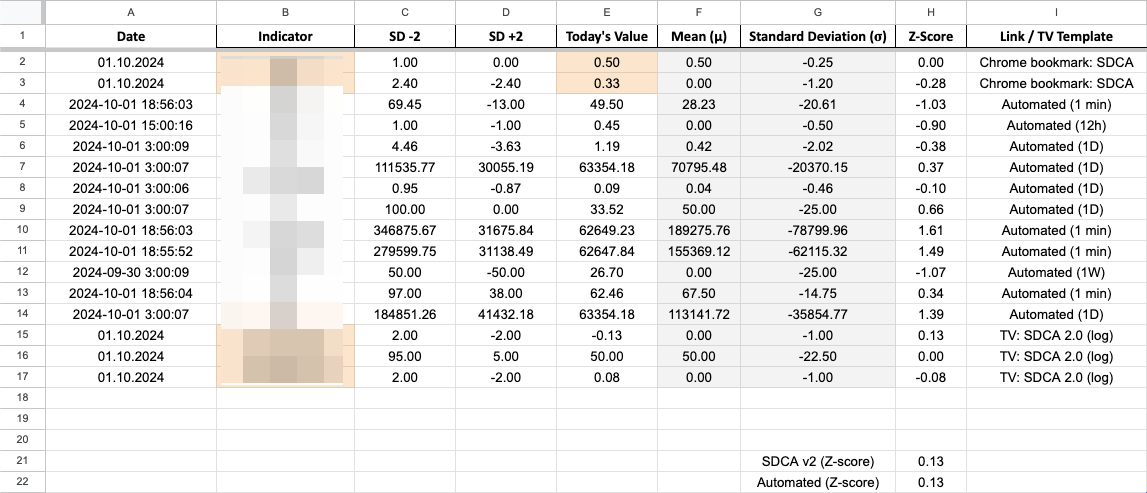 A B C D E F G H I
1 Date Indicator SD -2 SD +2 Today's Value Mean (μ) Standard Deviation (σ) Z-Score Link / TV Template
2 01.10.2024 1.00 0.00 0.50 0.50 -0.25 0.00 Chrome bookmark: SDCA
3 01.10.2024 2.40 -2.40 0.33 0.00 -1.20 -0.28 Chrome bookmark: SDCA
4 2024-10-01 18:56:03 69.45 -13.00 49.50 28.23 -20.61 -1.03 Automated (1 min)
5 2024-10-01 15:00:16 1.00 -1.00 0.45 0.00 -0.50 -0.90 Automated (12h)
6 2024-10-01 3:00:09 4.46 -3.63 1.19 0.42 -2.02 -0.38 Automated (1D)
7 2024-10-01 3:00:07 111535.77 30055.19 63354.18 70795.48 -20370.15 0.37 Automated (1D)
8 2024-10-01 3:00:06 0.95 -0.87 0.09 0.04 -0.46 -0.10 Automated (1D)
9 2024-10-01 3:00:07 100.00 0.00 33.52 50.00 -25.00 0.66 Automated (1D)
10 2024-10-01 18:56:03 346875.67 31675.84 62649.23 189275.76 -78799.96 1.61 Automated (1 min)
11 2024-10-01 18:55:52 279599.75 31138.49 62647.84 155369.12 -62115.32 1.49 Automated (1 min)
12 2024-09-30 3:00:09 50.00 -50.00 26.70 0.00 -25.00 -1.07 Automated (1W)
13 2024-10-01 18:56:04 97.00 38.00 62.46 67.50 -14.75 0.34 Automated (1 min)
14 2024-10-01 3:00:07 184851.26 41432.18 63354.18 113141.72 -35854.77 1.39 Automated (1D)
15 01.10.2024 2.00 -2.00 -0.13 0.00 -1.00 0.13 TV: SDCA 2.0 (log)
16 01.10.2024 95.00 5.00 50.00 50.00 -22.50 0.00 TV: SDCA 2.0 (log)
17 01.10.2024 2.00 -2.00 0.08 0.00 -1.00 -0.08 TV: SDCA 2.0 (log)
18
19
20
21 SDCA v2 (Z-score) 0.13
22 Automated (Z-score) 0.13